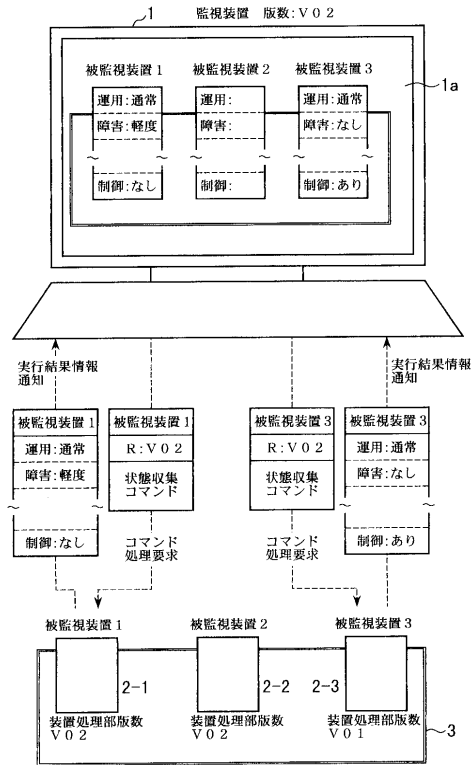 1 監視装置 版数:V02
1a
被監視装置1 被監視装置2 被監視装置3
運用:通常 運用: 運用:通常
障害:軽度 障害: 障害:なし
~ ~ ~ ~
制御:なし 制御: 制御:あり
実行結果情報
通知
実行結果情報
通知
被監視装置1
運用:通常
障害:軽度
~ ~
制御:なし
被監視装置1
R:V02
状態収集
コマンド
コマンド
処理要求
被監視装置3
R:V02
状態収集
コマンド
コマンド
処理要求
被監視装置3
運用:通常
障害:なし
~ ~
制御:あり
被監視装置1 被監視装置2 被監視装置3
2-1 2-2 2-3
装置処理部版数 装置処理部版数 装置処理部版数
V02 V02 V01
3